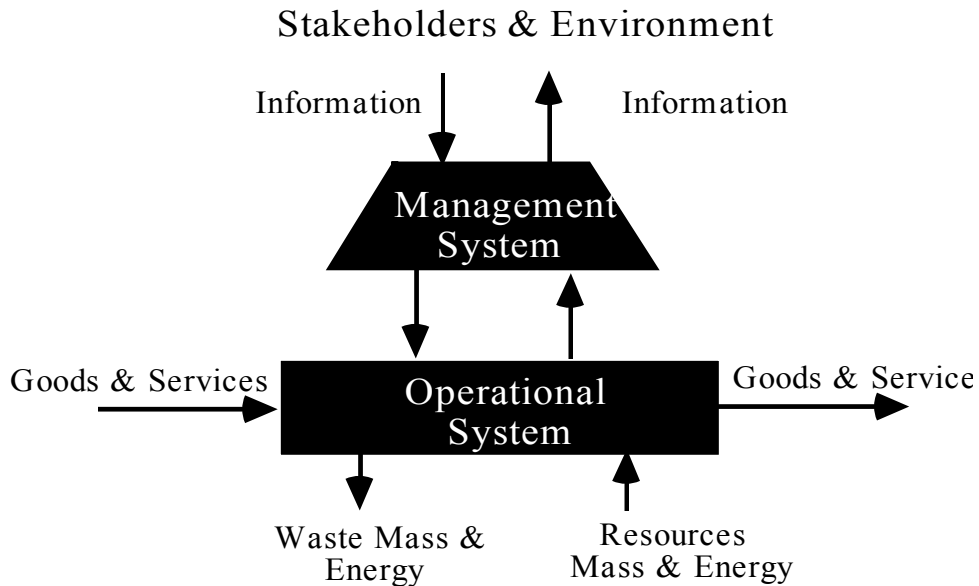 Stakeholders & Environment
Information
Information
Management
System
Goods & Services
Operational
System
Goods & Service
Waste Mass &
Energy
Resources
Mass & Energy